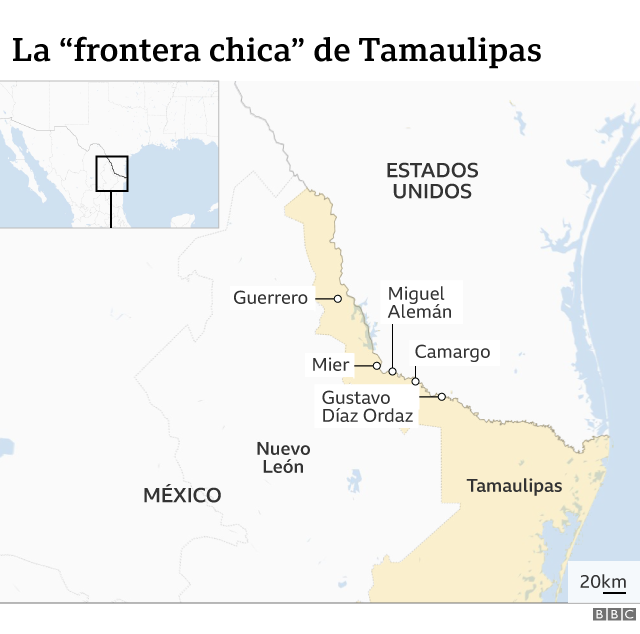 La “frontera chica” de Tamaulipas
ESTADOS
UNIDOS
Guerrero
Miguel
Alemán
Camargo
Mier
Gustavo
Díaz Ordaz
Nuevo
León
MÉXICO
Tamaulipas
20km
BBC